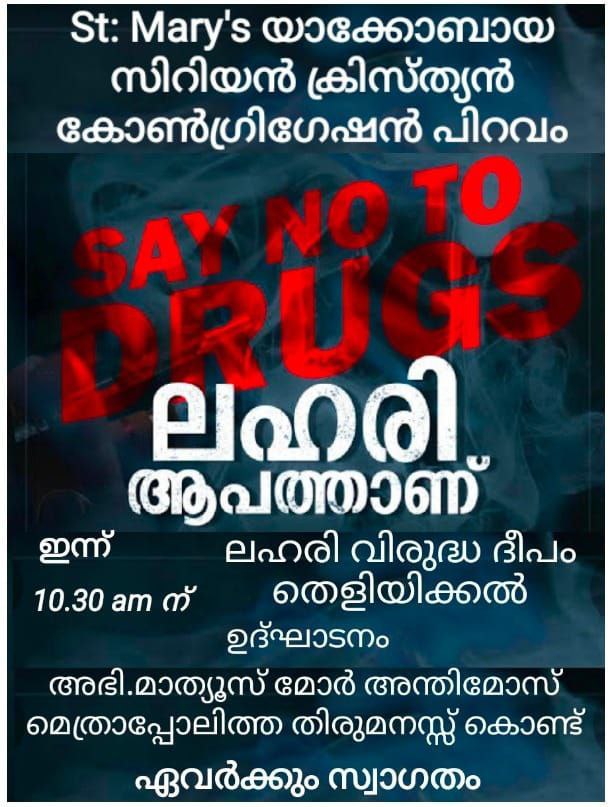 St: Mary's യാക്കോബായ
സിറിയൻ ക്രിസ്ത്യൻ
കോൺഗ്രിഗേഷൻ പിറവം
SAY NO TO
DRUGS
ലഹരി
ആപത്താണ്
ഇന്ന്
10.30 am ന്
ലഹരി വിരുദ്ധ ദീപം
തെളിയിക്കൽ
ഉദ്ഘാടനം
അഭി.മാത്യൂസ് മോർ അന്തിമോസ്
മെത്രാപ്പോലിത്ത തിരുമനസ്സ് കൊണ്ട്
ഏവർക്കും സ്വാഗതം